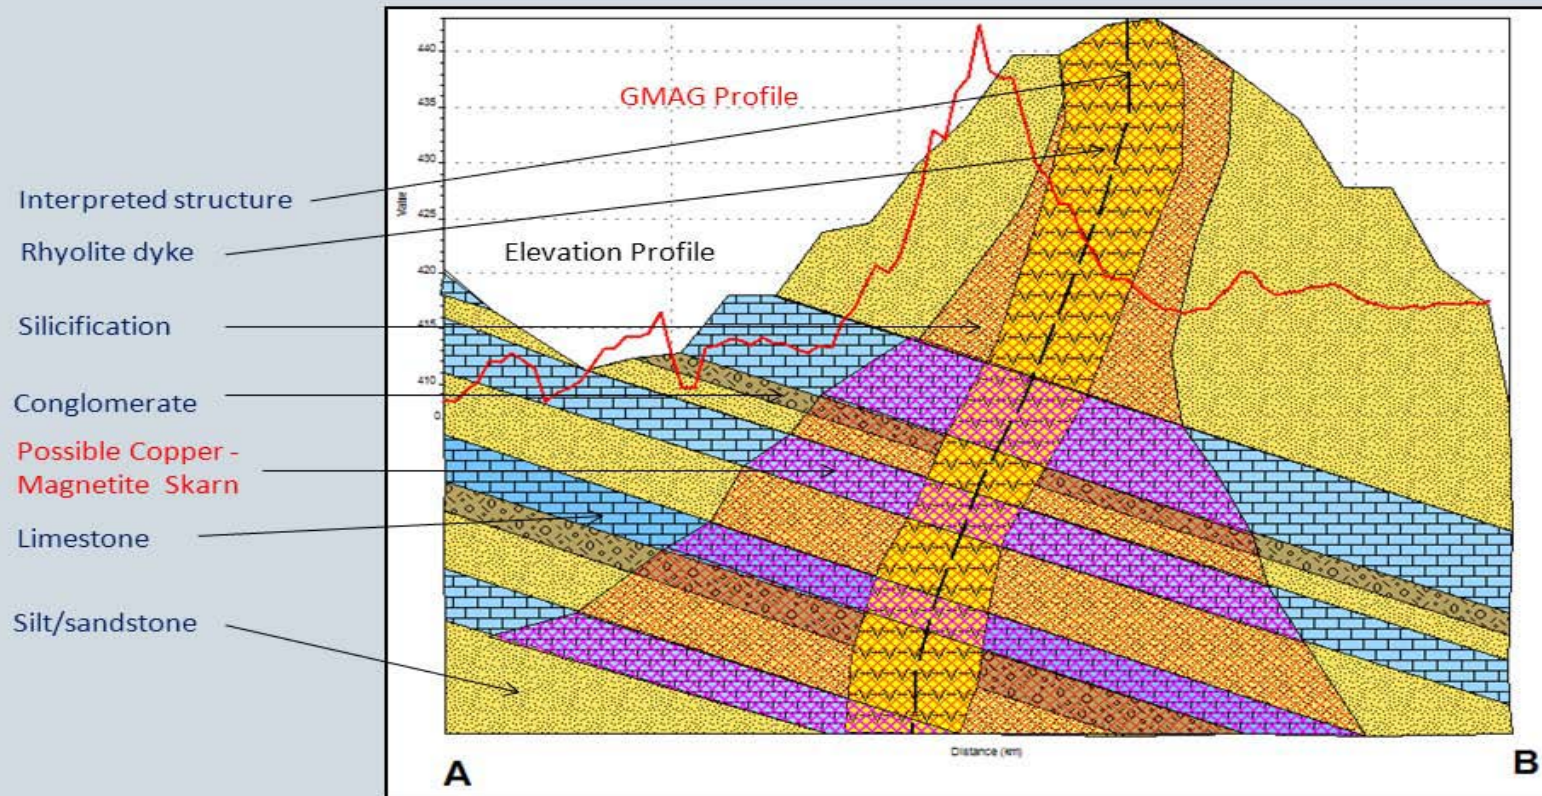 440
GMAG Profile
435
430
Interpreted structure
425
Rhyolite dyke
Elevation Profile
420
Silicification
415
410
Conglomerate
0
Possible Copper -
Magnetite Skarn
Limestone
Silt/sandstone
Distance (km)
A
B